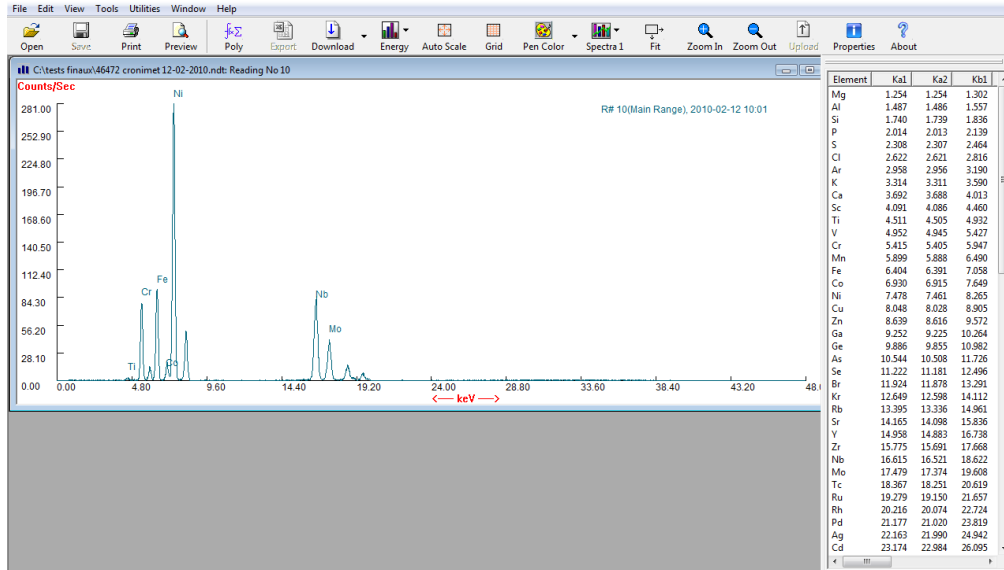 File Edit View Tools Utilities Window Help
Open Save Print Preview Poly Export Download Energy Auto Scale Grid Pen Color Spectra 1 Fit Zoom In Zoom Out Upload Properties About
C:\tests finaux\46472 cronimet 12-02-2010.ndt: Reading No 10
Counts/Sec
R# 10(Main Range), 2010-02-12 10:01
281.00
252.90
224.80
196.70
168.60
140.50
112.40
84.30
56.20
28.10
0.00
Ni
Fe
Cr
Ti
Co
Nb
Mo
0.00 4.80 9.60 14.40 19.20 24.00 28.80 33.60 38.40 43.20 48.0
<--- keV --->
Element Ka1 Ka2 Kb1
Mg 1.254 1.254 1.302
Al 1.487 1.486 1.557
Si 1.740 1.739 1.836
P 2.014 2.013 2.139
S 2.308 2.307 2.464
Cl 2.622 2.621 2.816
Ar 2.958 2.956 3.190
K 3.314 3.311 3.590
Ca 3.692 3.688 4.013
Sc 4.091 4.086 4.460
Ti 4.511 4.505 4.932
V 4.952 4.945 5.427
Cr 5.415 5.405 5.947
Mn 5.899 5.888 6.490
Fe 6.404 6.391 7.058
Co 6.930 6.915 7.649
Ni 7.478 7.461 8.265
Cu 8.048 8.028 8.905
Zn 8.639 8.616 9.572
Ga 9.252 9.225 10.264
Ge 9.886 9.855 10.982
As 10.544 10.508 11.726
Se 11.222 11.181 12.496
Br 11.924 11.878 13.291
Kr 12.649 12.598 14.112
Rb 13.395 13.336 14.961
Sr 14.165 14.098 15.836
Y 14.958 14.883 16.738
Zr 15.775 15.691 17.668
Nb 16.615 16.521 18.622
Mo 17.479 17.374 19.608
Tc 18.367 18.251 20.619
Ru 19.279 19.150 21.657
Rh 20.216 20.074 22.724
Pd 21.177 21.020 23.819
Ag 22.163 21.990 24.942
Cd 23.174 22.984 26.095